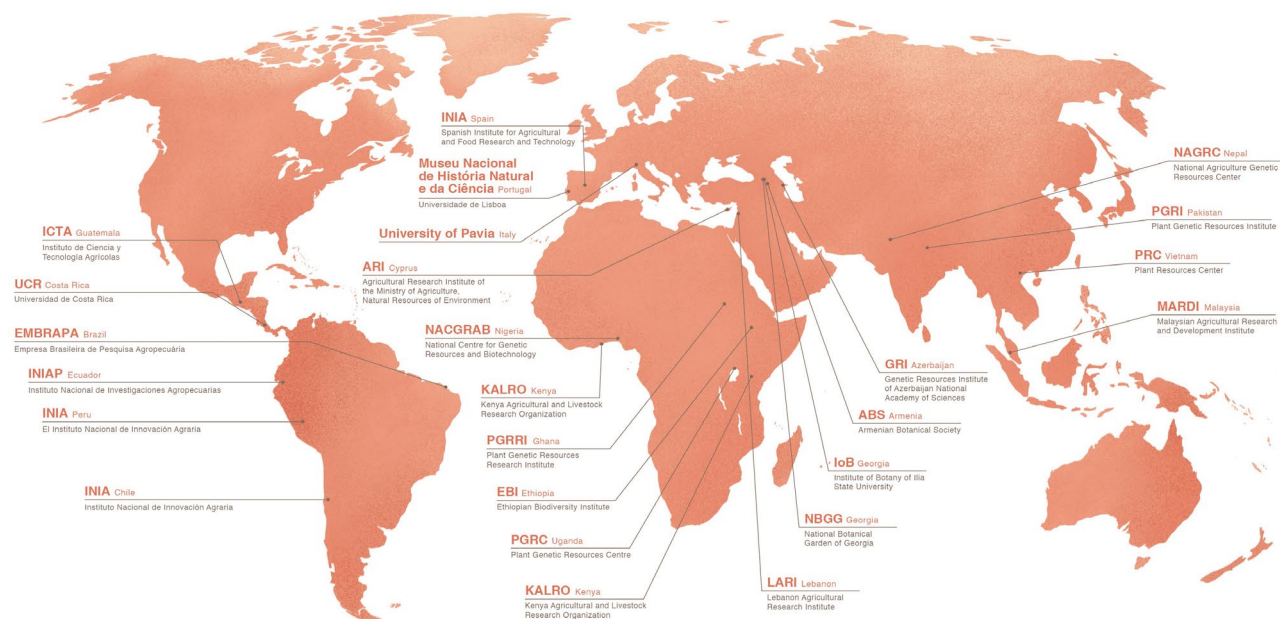 INIA Spain
Spanish Institute for Agricultural
and Food Research and Technology
Museu Nacional
de História Natural
e da Ciência Portugal
Universidade de Lisboa
University of Pavia Italy
ICTA Guatemala
Instituto de Ciencia y
Tecnología Agrícolas
UCR Costa Rica
Universidad de Costa Rica
EMBRAPA Brazil
Empresa Brasileira de Pesquisa Agropecuária
INIAP Ecuador
Instituto Nacional de Investigaciones Agropecuarias
INIA Peru
El Instituto Nacional de Innovación Agraria
INIA Chile
Instituto Nacional de Innovación Agraria
ARI Cyprus
Agricultural Research Institute of
the Ministry of Agriculture,
Natural Resources of Environment
NACGRAB Nigeria
National Centre for Genetic
Resources and Biotechnology
KALRO Kenya
Kenya Agricultural and Livestock
Research Organization
PGRRI Ghana
Plant Genetic Resources
Research Institute
EBI Ethiopia
Ethiopian Biodiversity Institute
PGRC Uganda
Plant Genetic Resources Centre
KALRO Kenya
Kenya Agricultural and Livestock
Research Organization
NAGRC Nepal
National Agriculture Genetic
Resources Center
PGRI Pakistan
Plant Genetic Resources Institute
PRC Vietnam
Plant Resources Center
MARDI Malaysia
Malaysian Agricultural Research
and Development Institute
GRI Azerbaijan
Genetic Resources Institute
of Azerbaijan National
Academy of Sciences
ABS Armenia
Armenian Botanical Society
IoB Georgia
Institute of Botany of Ilia
State University
NBGG Georgia
National Botanical
Garden of Georgia
LARI Lebanon
Lebanon Agricultural
Research Institute